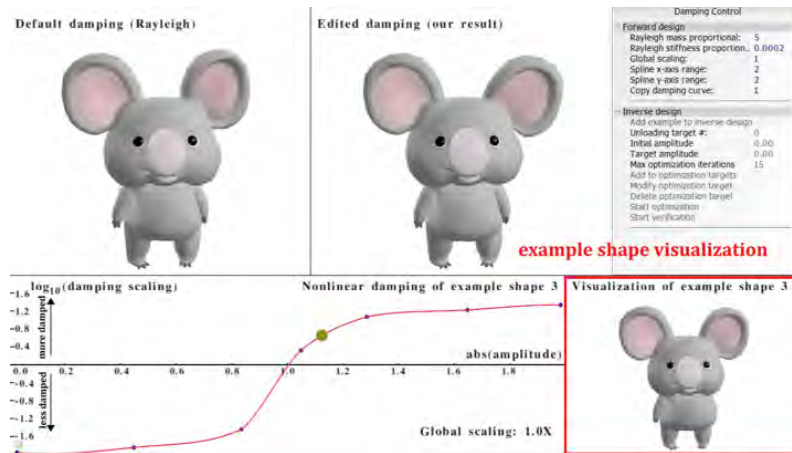 Default damping (Rayleigh)
Edited damping (our result)
Damping Control
Forward design
Rayleigh mass proportional: 5
Rayleigh stiffness proportion.. 0.0002
Global scaling: 1
Spline x-axis range: 2
Spline y-axis range: 2
Copy damping curve: 1
Inverse design
Add example to inverse design
Unloading target #: 0
Initial amplitude 0.00
Target amplitude 0.00
Max optimization iterations 15
Add to optimization targets
Modify optimization target
Delete optimization target
Start optimization
Start verification
example shape visualization
log10(damping scaling)
Nonlinear damping of example shape 3
-1.6
-1.2
-0.8
-0.4
more damped
abs(amplitude)
0.0 0.2 0.4 0.6 0.8 1.0 1.2 1.4 1.6 1.8
-0.4
-0.8
-1.2
-1.6
less damped
Global scaling: 1.0X
Visualization of example shape 3